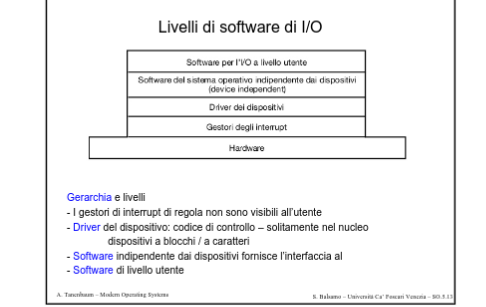 Livelli di software di I/O
Software per l'I/O a livello utente
Software del sistema operativo indipendente dai dispositivi
(device independent)
Driver dei dispositivi
Gestori degli interrupt
Hardware
Gerarchia e livelli
- I gestori di interrupt di regola non sono visibili all'utente
- Driver del dispositivo: codice di controllo – solitamente nel nucleo
dispositivi a blocchi / a caratteri
- Software indipendente dai dispositivi fornisce l'interfaccia al
- Software di livello utente
A. Tanenbaum – Modern Operating Systems
S. Balsamo – Università Ca' Foscari Venezia – SO.5.13